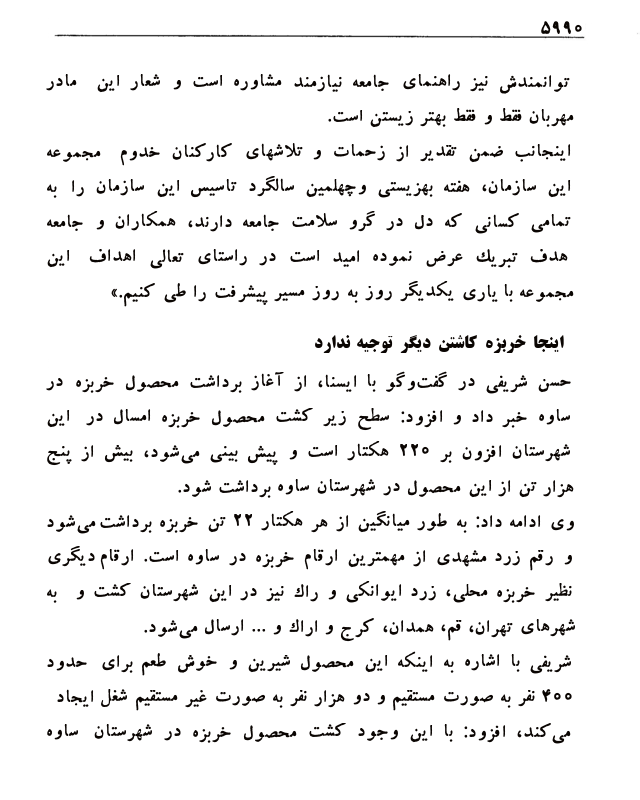 ۵۹۹۰
توانمندش نیز راهنمای جامعه نیازمند مشاوره است و شعار این مادر
مهربان فقط و فقط بهتر زیستن است.
اینجانب ضمن تقدیر از زحمات و تلاشهای کارکنان خدوم مجموعه
این سازمان، هفته بهزیستی وچهلمین سالگرد تاسیس این سازمان را به
تمامی کسانی که دل در گرو سلامت جامعه دارند، همکاران و جامعه
هدف تبریك عرض نموده امید است در راستای تعالی اهداف این
مجموعه با یاری یکدیگر روز به روز مسیر پیشرفت را طی کنیم.»
اینجا خربزه کاشتن دیگر توجیه ندارد
حسن شریفی در گفت‌وگو با ایسنا، از آغاز برداشت محصول خربزه در
ساوه خبر داد و افزود: سطح زیر کشت محصول خربزه امسال در این
شهرستان افزون بر ۲۲۰ هکتار است و پیش بینی می‌شود، بیش از پنج
هزار تن از این محصول در شهرستان ساوه برداشت شود.
وی ادامه داد: به طور میانگین از هر هکتار ۲۲ تن خربزه برداشت می‌شود
و رقم زرد مشهدی از مهمترین ارقام خربزه در ساوه است. ارقام دیگری
نظیر خربزه محلی، زرد ایوانکی و راك نیز در این شهرستان کشت و به
شهرهای تهران، قم، همدان، کرج و اراك و ... ارسال می‌شود.
شریفی با اشاره به اینکه این محصول شیرین و خوش طعم برای حدود
۴۰۰ نفر به صورت مستقیم و دو هزار نفر به صورت غیر مستقیم شغل ایجاد
می‌کند، افزود: با این وجود کشت محصول خربزه در شهرستان ساوه